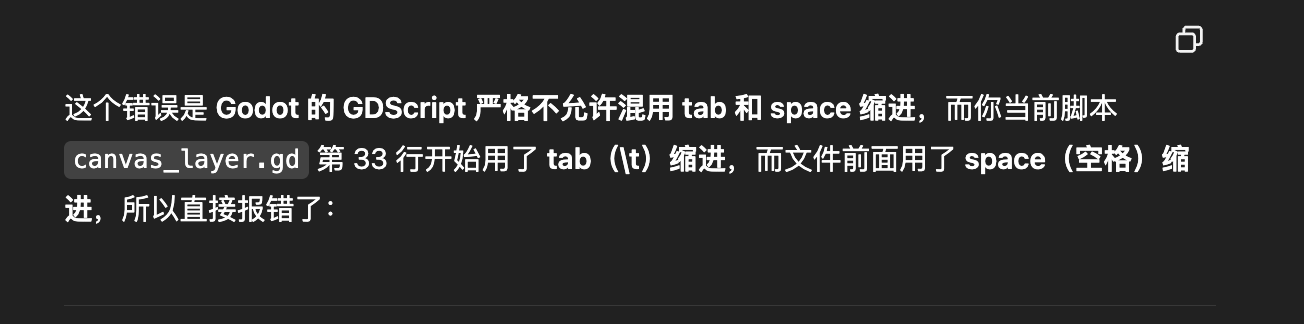 这个错误是 Godot 的 GDScript 严格不允许混用 tab 和 space 缩进，而你当前脚本
canvas_layer.gd 第 33 行开始用了 tab（\t）缩进，而文件前面用了 space（空格）缩
进，所以直接报错了：